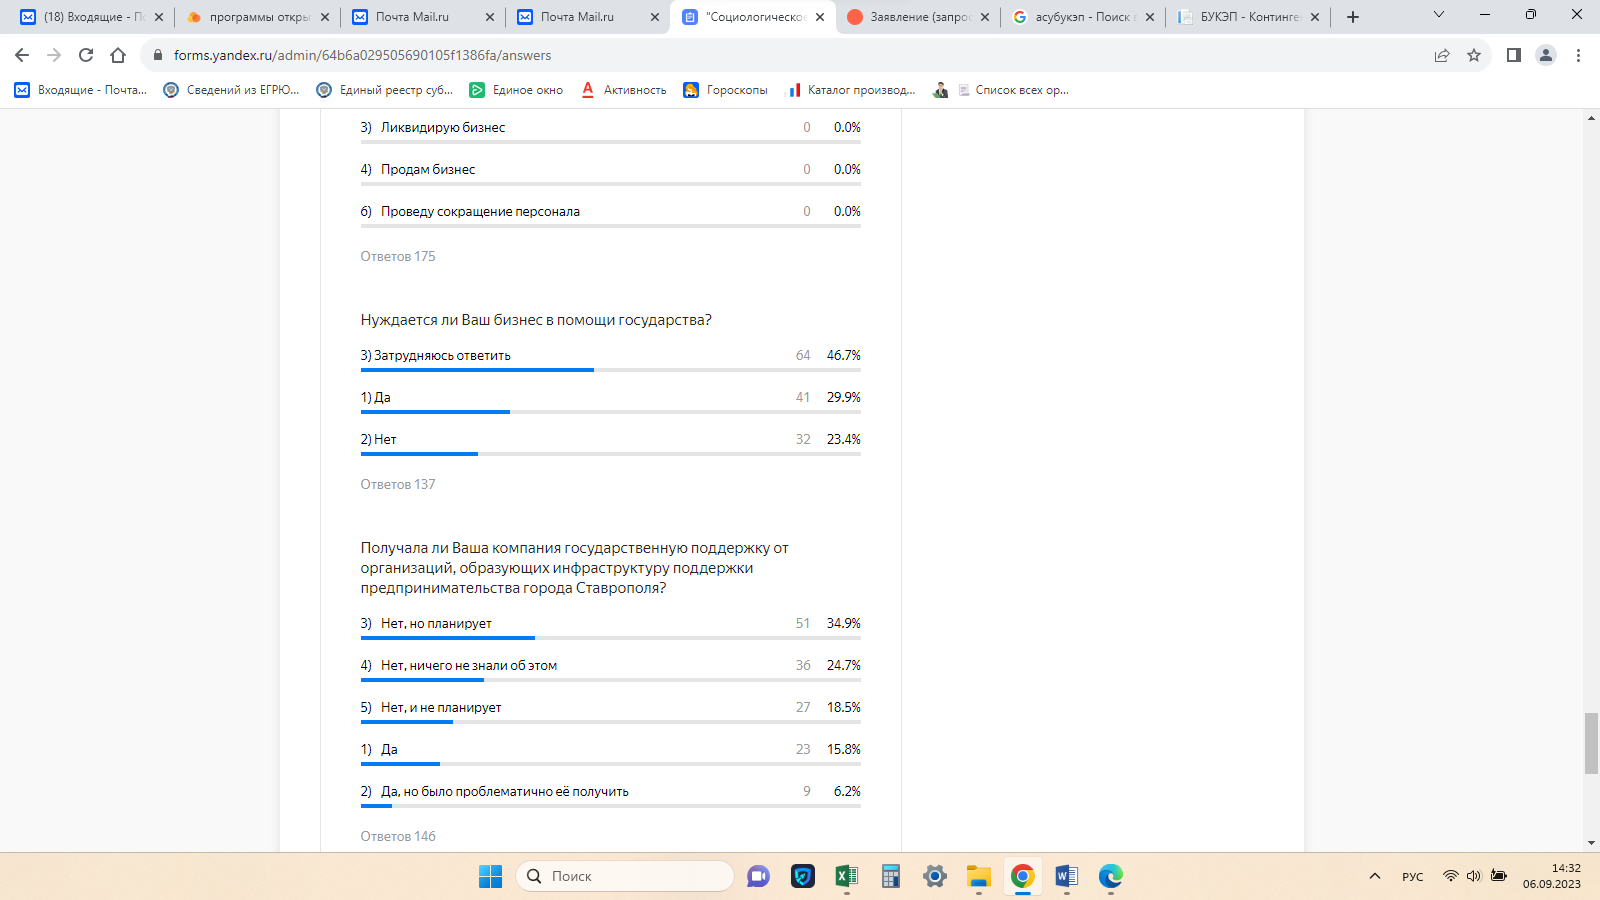 (18) Входящие - По
программы откры
Почта Mail.ru
Почта Mail.ru
"Социологическое
Заявление (запрос
асубукэп - Поиск в
БУКЭП - Континге
forms.yandex.ru/admin/64b6a029505690105f1386fa/answers
Входящие - Почта...
Сведений из ЕГРЮ...
Единый реестр суб...
Единое окно
Активность
Гороскопы
Каталог производ...
Список всех ор...
3) Ликвидирую бизнес 0 0.0%
4) Продам бизнес 0 0.0%
6) Проведу сокращение персонала 0 0.0%
Ответов 175
Нуждается ли Ваш бизнес в помощи государства?
3) Затрудняюсь ответить 64 46.7%
1) Да 41 29.9%
2) Нет 32 23.4%
Ответов 137
Получала ли Ваша компания государственную поддержку от
организаций, образующих инфраструктуру поддержки
предпринимательства города Ставрополя?
3) Нет, но планирует 51 34.9%
4) Нет, ничего не знали об этом 36 24.7%
5) Нет, и не планирует 27 18.5%
1) Да 23 15.8%
2) Да, но было проблематично её получить 9 6.2%
Ответов 146
Поиск
РУС
14:32
06.09.2023